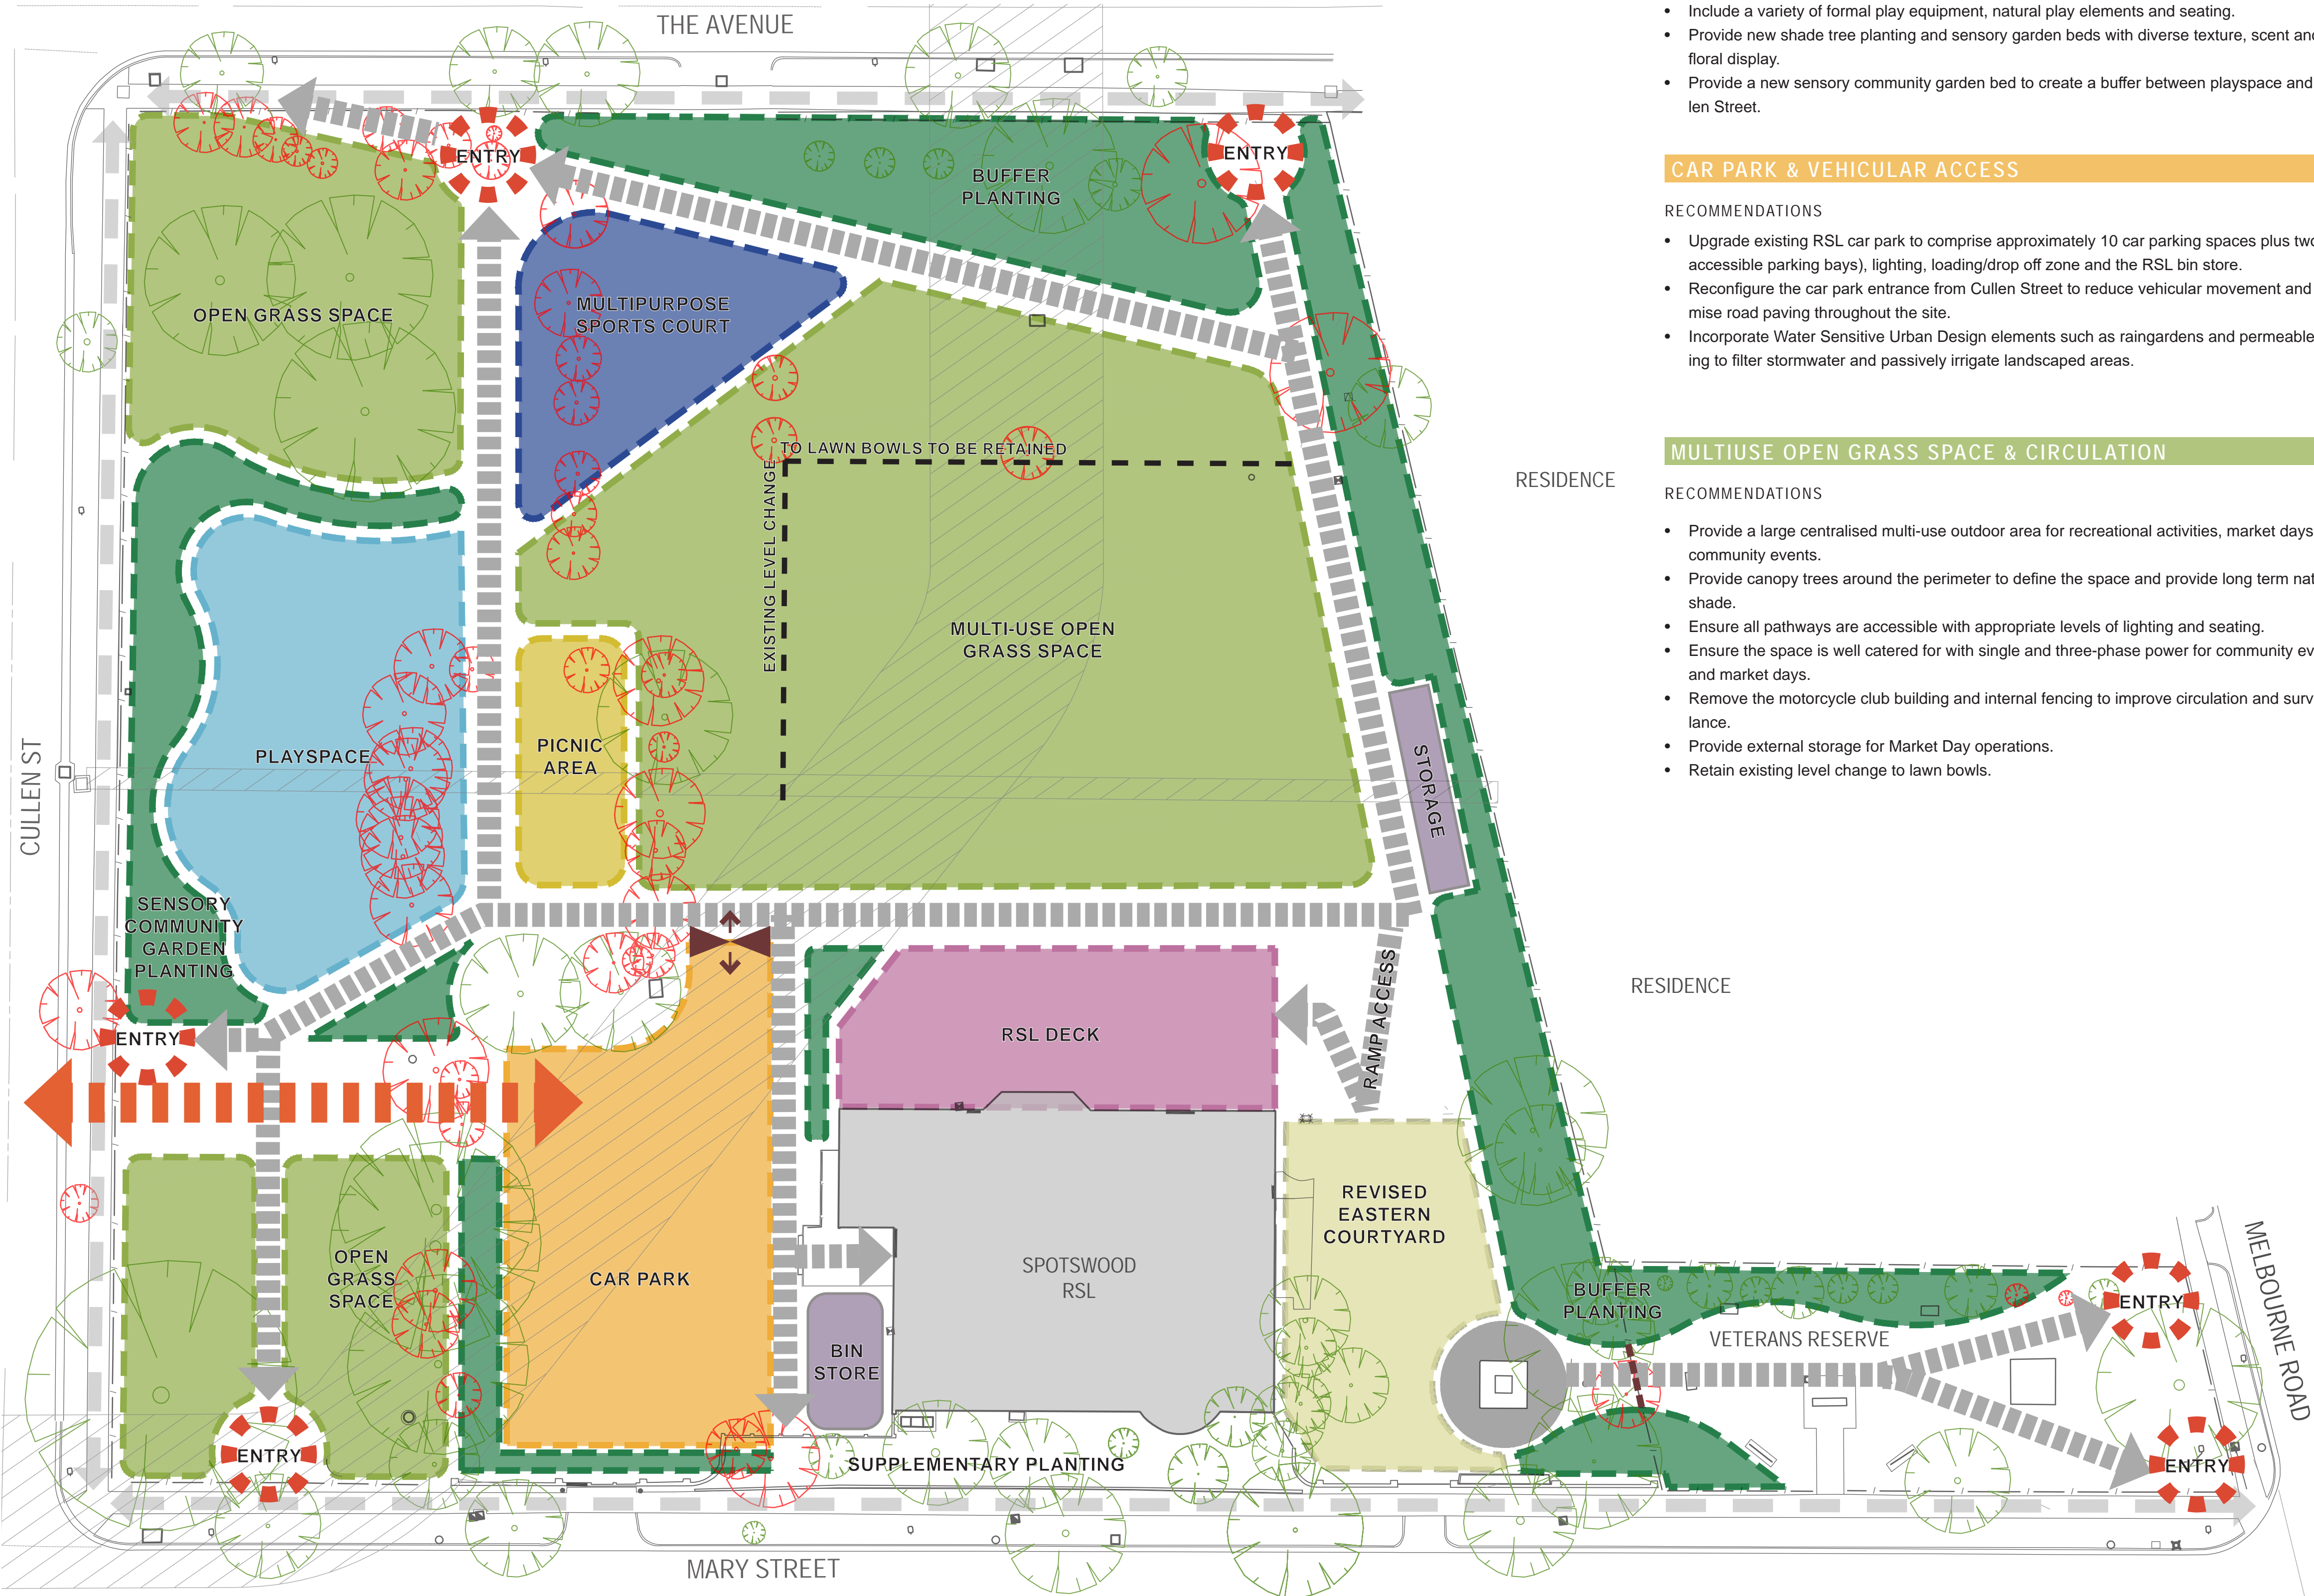 THE AVENUE
ENTRY
ENTRY
BUFFER
PLANTING
OPEN GRASS SPACE
MULTIPURPOSE
SPORTS COURT
TO LAWN BOWLS TO BE RETAINED
EXISTING LEVEL CHANGE
MULTI-USE OPEN
GRASS SPACE
RESIDENCE
PLAYSPACE
PICNIC
AREA
STORAGE
CULLEN ST
SENSORY
COMMUNITY
GARDEN
PLANTING
ENTRY
RSL DECK
RAMP ACCESS
RESIDENCE
OPEN
GRASS
SPACE
CAR PARK
BIN
STORE
SPOTSWOOD
RSL
REVISED
EASTERN
COURTYARD
BUFFER
PLANTING
VETERANS RESERVE
ENTRY
MELBOURNE ROAD
ENTRY
SUPPLEMENTARY PLANTING
ENTRY
MARY STREET
• Include a variety of formal play equipment, natural play elements and seating.
• Provide new shade tree planting and sensory garden beds with diverse texture, scent and
floral display.
• Provide a new sensory community garden bed to create a buffer between playspace and
len Street.
CAR PARK & VEHICULAR ACCESS
RECOMMENDATIONS
• Upgrade existing RSL car park to comprise approximately 10 car parking spaces plus two
accessible parking bays), lighting, loading/drop off zone and the RSL bin store.
• Reconfigure the car park entrance from Cullen Street to reduce vehicular movement and
mise road paving throughout the site.
• Incorporate Water Sensitive Urban Design elements such as raingardens and permeable
ing to filter stormwater and passively irrigate landscaped areas.
MULTIUSE OPEN GRASS SPACE & CIRCULATION
RECOMMENDATIONS
• Provide a large centralised multi-use outdoor area for recreational activities, market days
community events.
• Provide canopy trees around the perimeter to define the space and provide long term nat
shade.
• Ensure all pathways are accessible with appropriate levels of lighting and seating.
• Ensure the space is well catered for with single and three-phase power for community ev
and market days.
• Remove the motorcycle club building and internal fencing to improve circulation and surv
lance.
• Provide external storage for Market Day operations.
• Retain existing level change to lawn bowls.